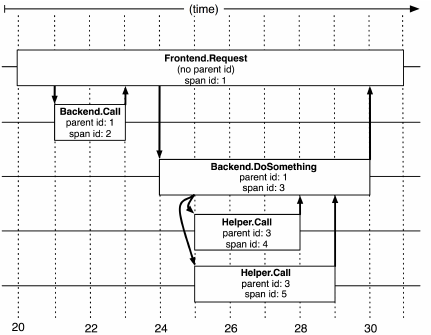 (time)
Frontend.Request
(no parent id)
span id: 1
Backend.Call
parent id: 1
span id: 2
Backend.DoSomething
parent id: 1
span id: 3
Helper.Call
parent id: 3
span id: 4
Helper.Call
parent id: 3
span id: 5
20 22 24 26 28 30